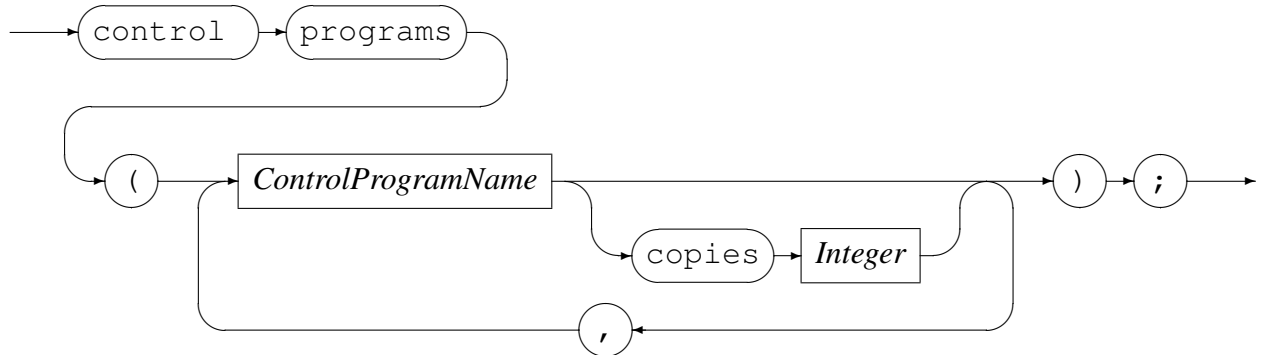 control programs
( ControlProgramName ) ;
copies Integer
,